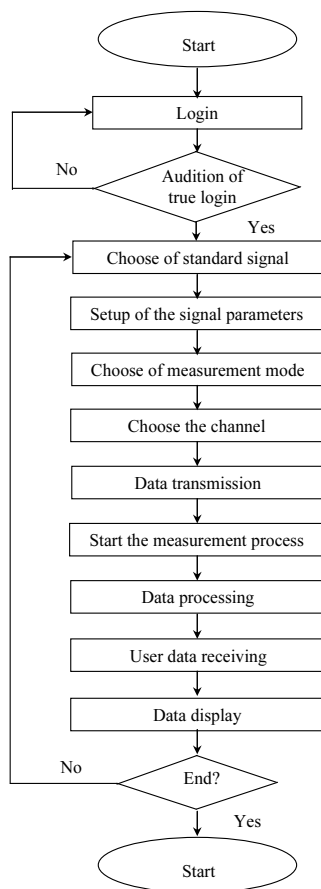 Start
Login
No
Audition of
true login
Yes
Choose of standard signal
Setup of the signal parameters
Choose of measurement mode
Choose the channel
Data transmission
Start the measurement process
Data processing
User data receiving
Data display
No
End?
Yes
Start